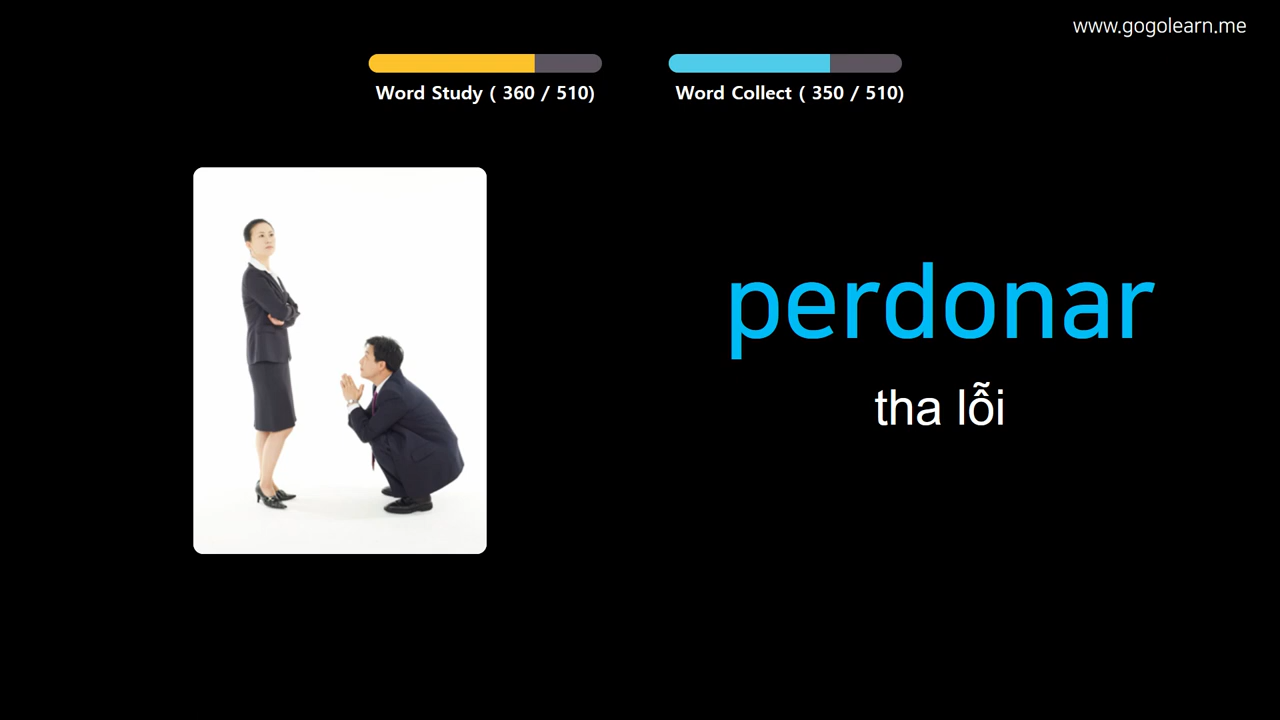 www.gogolearn.me
Word Study ( 360 / 510)
Word Collect ( 350 / 510)
perdonar
tha lỗi